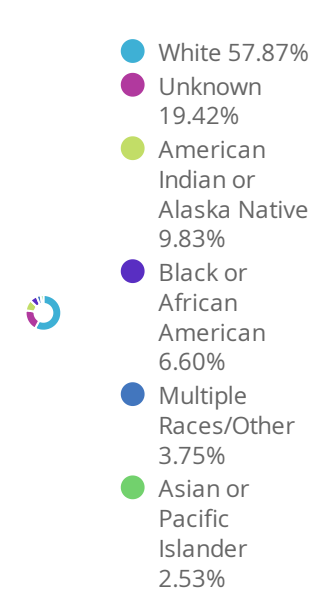 White 57.87%
Unknown
19.42%
American
Indian or
Alaska Native
9.83%
Black or
African
American
6.60%
Multiple
Races/Other
3.75%
Asian or
Pacific
Islander
2.53%